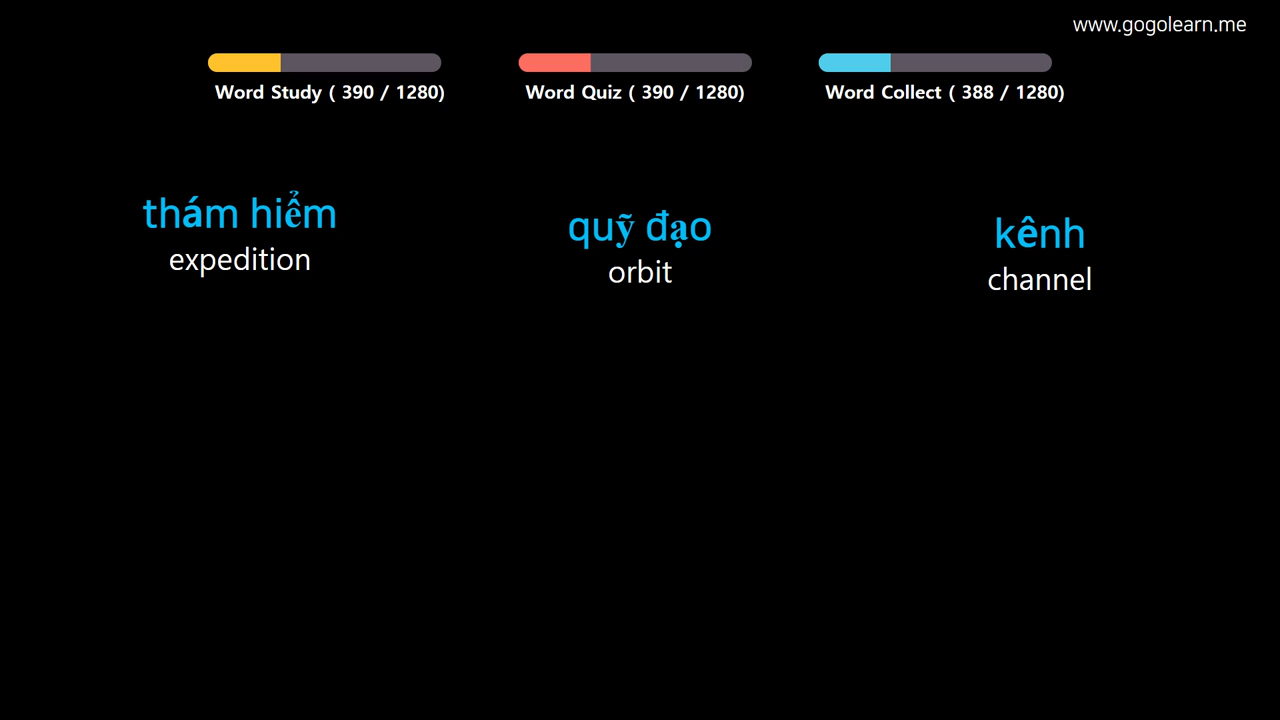 www.gogolearn.me
Word Study ( 390 / 1280)
Word Quiz ( 390 / 1280)
Word Collect ( 388 / 1280)
thám hiểm
expedition
quỹ đạo
orbit
kênh
channel